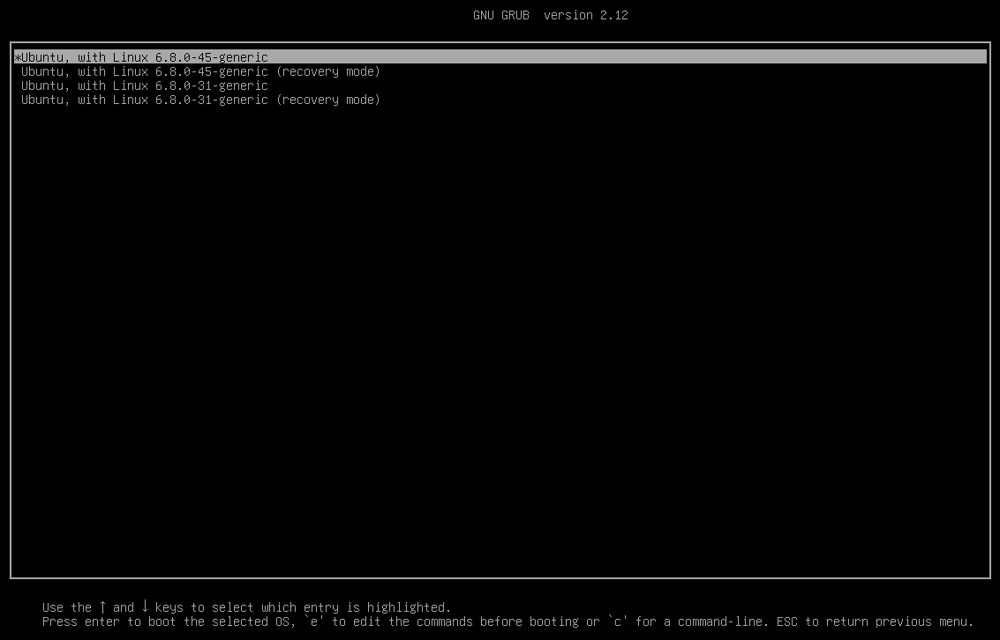 GNU GRUB  version 2.12
*Ubuntu, with Linux 6.8.0-45-generic
Ubuntu, with Linux 6.8.0-45-generic (recovery mode)
Ubuntu, with Linux 6.8.0-31-generic
Ubuntu, with Linux 6.8.0-31-generic (recovery mode)
Use the ↑ and ↓ keys to select which entry is highlighted.
Press enter to boot the selected OS, `e' to edit the commands before booting or `c' for a command-line. ESC to return previous menu.